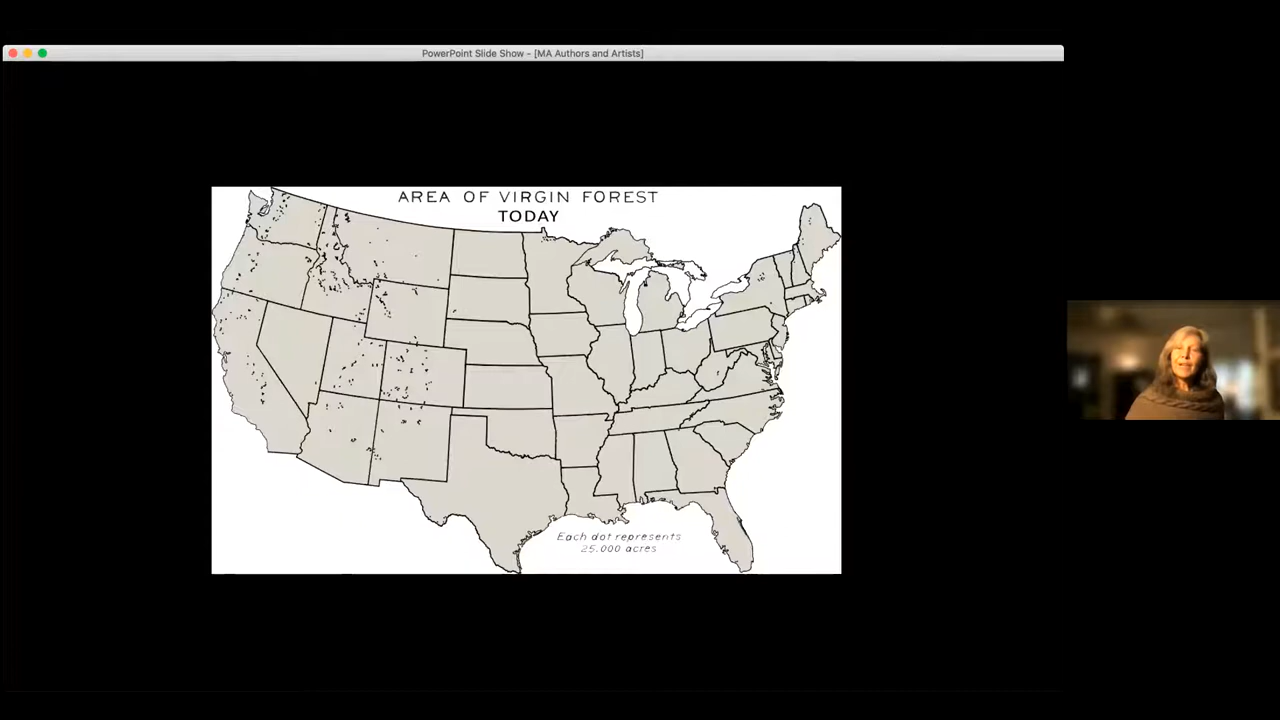 PowerPoint Slide Show - [MA Authors and Artists]
AREA OF VIRGIN FOREST
TODAY
Each dot represents
25.000 acres